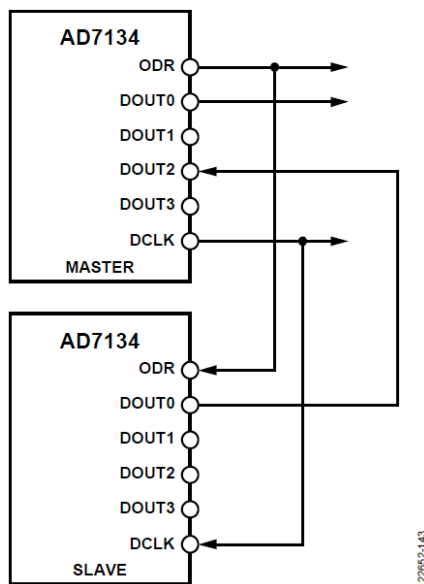 AD7134
ODR
DOUT0
DOUT1
DOUT2
DOUT3
DCLK
MASTER
AD7134
ODR
DOUT0
DOUT1
DOUT2
DOUT3
DCLK
SLAVE
22652-143